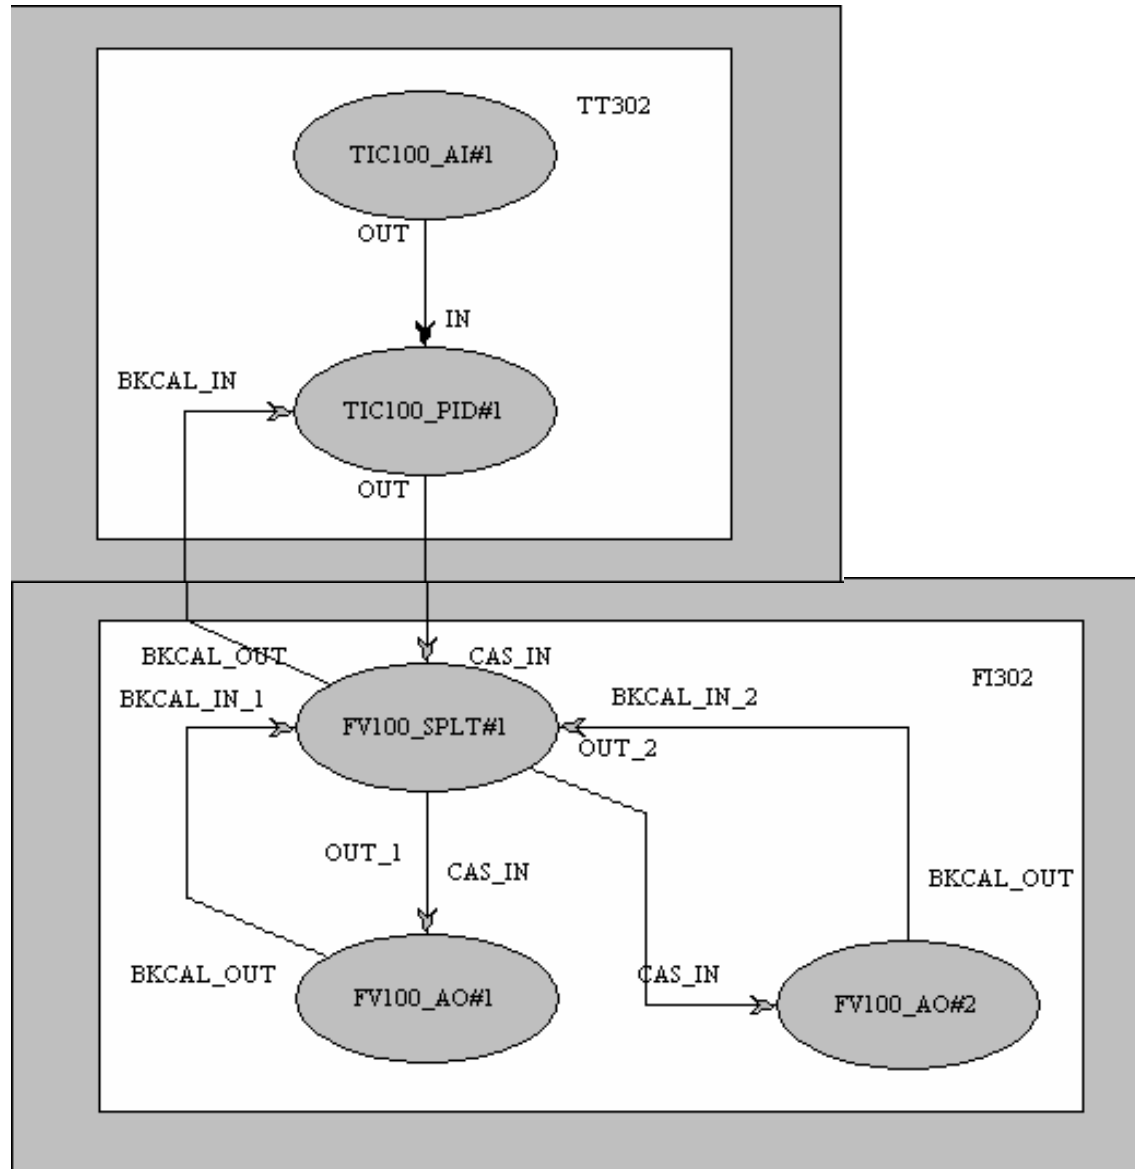 TT302
TIC100_AI#1
OUT
IN
BKCAL_IN
TIC100_PID#1
OUT
BKCAL_OUT
CAS_IN
FI302
BKCAL_IN_1
BKCAL_IN_2
FV100_SPLT#1
OUT_2
OUT_1
CAS_IN
BKCAL_OUT
BKCAL_OUT
CAS_IN
FV100_AO#1
FV100_AO#2